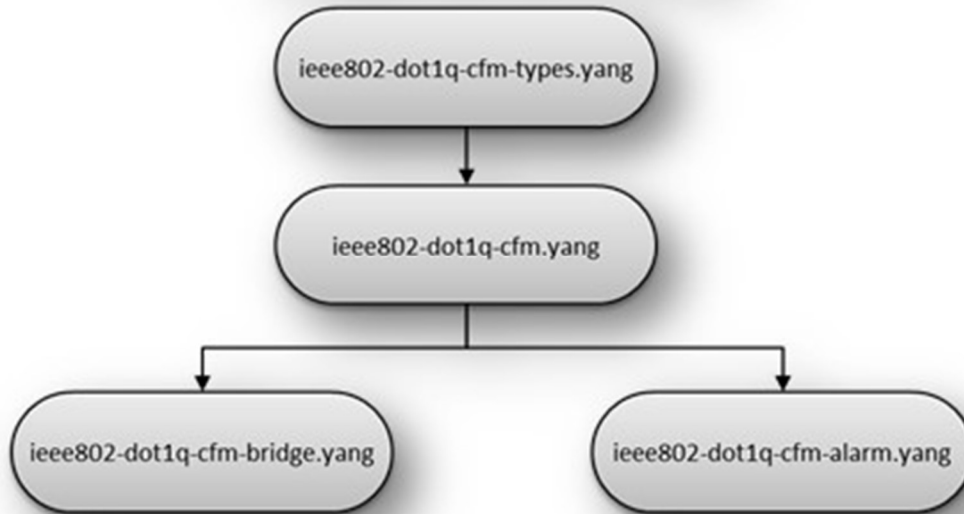 ieee802-dot1q-cfm-types.yang
ieee802-dot1q-cfm.yang
ieee802-dot1q-cfm-bridge.yang
ieee802-dot1q-cfm-alarm.yang